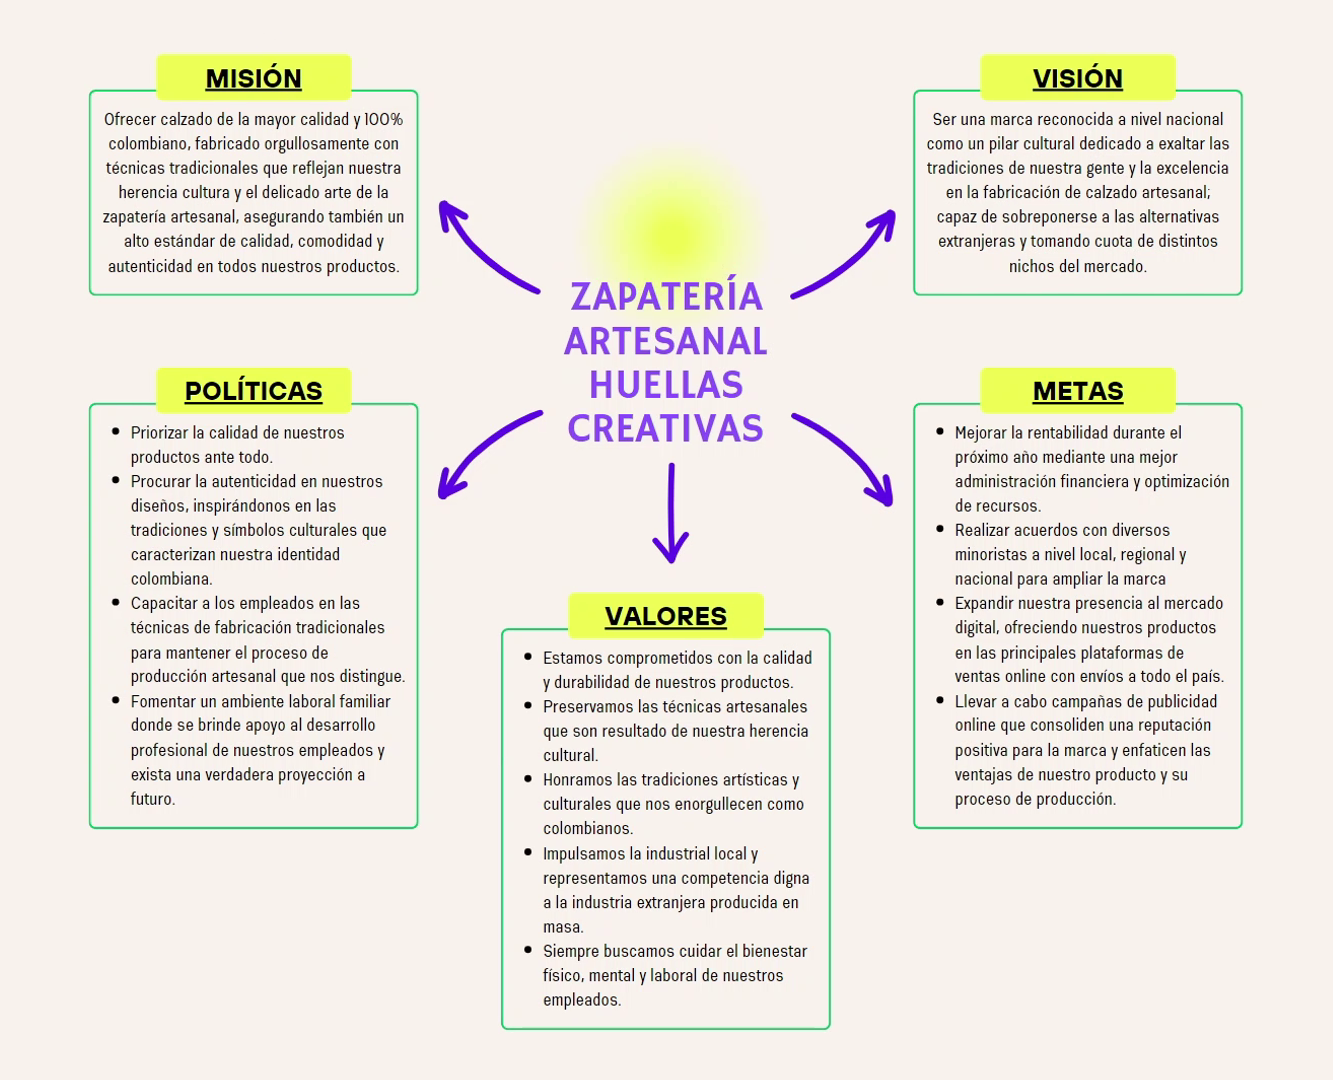 MISIÓN
Ofrecer calzado de la mayor calidad y 100%
colombiano, fabricado orgullosamente con
técnicas tradicionales que reflejan nuestra
herencia cultura y el delicado arte de la
zapatería artesanal, asegurando también un
alto estándar de calidad, comodidad y
autenticidad en todos nuestros productos.
VISIÓN
Ser una marca reconocida a nivel nacional
como un pilar cultural dedicado a exaltar las
tradiciones de nuestra gente y la excelencia
en la fabricación de calzado artesanal;
capaz de sobreponerse a las alternativas
extranjeras y tomando cuota de distintos
nichos del mercado.
ZAPATERÍA
ARTESANAL
HUELLAS
CREATIVAS
POLÍTICAS
• Priorizar la calidad de nuestros
productos ante todo.
• Procurar la autenticidad en nuestros
diseños, inspirándonos en las
tradiciones y símbolos culturales que
caracterizan nuestra identidad
colombiana.
• Capacitar a los empleados en las
técnicas de fabricación tradicionales
para mantener el proceso de
producción artesanal que nos distingue.
• Fomentar un ambiente laboral familiar
donde se brinde apoyo al desarrollo
profesional de nuestros empleados y
exista una verdadera proyección a
futuro.
METAS
• Mejorar la rentabilidad durante el
próximo año mediante una mejor
administración financiera y optimización
de recursos.
• Realizar acuerdos con diversos
minoristas a nivel local, regional y
nacional para ampliar la marca
• Expandir nuestra presencia al mercado
digital, ofreciendo nuestros productos
en las principales plataformas de
ventas online con envíos a todo el país.
• Llevar a cabo campañas de publicidad
online que consoliden una reputación
positiva para la marca y enfaticen las
ventajas de nuestro producto y su
proceso de producción.
VALORES
• Estamos comprometidos con la calidad
y durabilidad de nuestros productos.
• Preservamos las técnicas artesanales
que son resultado de nuestra herencia
cultural.
• Honramos las tradiciones artísticas y
culturales que nos enorgullecen como
colombianos.
• Impulsamos la industrial local y
representamos una competencia digna
a la industria extranjera producida en
masa.
• Siempre buscamos cuidar el bienestar
físico, mental y laboral de nuestros
empleados.